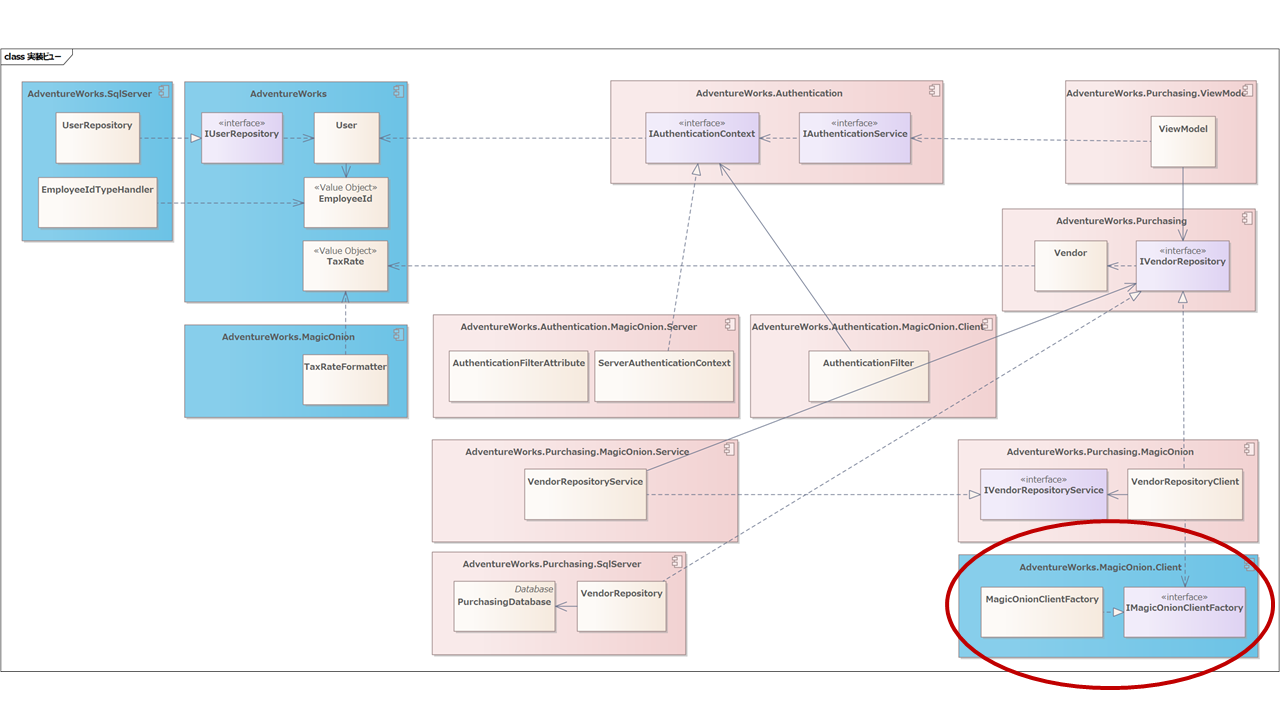 class 実装ビュー
AdventureWorks.SqlServer
UserRepository
EmployeeIdTypeHandler
AdventureWorks
«interface»
IUserRepository
User
«Value Object»
EmployeeId
«Value Object»
TaxRate
AdventureWorks.MagicOnion
TaxRateFormatter
AdventureWorks.Authentication
«interface»
IAuthenticationContext
«interface»
IAuthenticationService
AdventureWorks.Purchasing.ViewMode
ViewModel
AdventureWorks.Purchasing
Vendor
«interface»
IVendorRepository
AdventureWorks.Authentication.MagicOnion.Server
AuthenticationFilterAttribute
ServerAuthenticationContext
AdventureWorks.Authentication.MagicOnion.Client
AuthenticationFilter
AdventureWorks.Purchasing.MagicOnion.Service
VendorRepositoryService
AdventureWorks.Purchasing.MagicOnion
«interface»
IVendorRepositoryService
VendorRepositoryClient
AdventureWorks.Purchasing.SqlServer
Database
PurchasingDatabase
VendorRepository
AdventureWorks.MagicOnion.Client
MagicOnionClientFactory
«interface»
IMagicOnionClientFactory